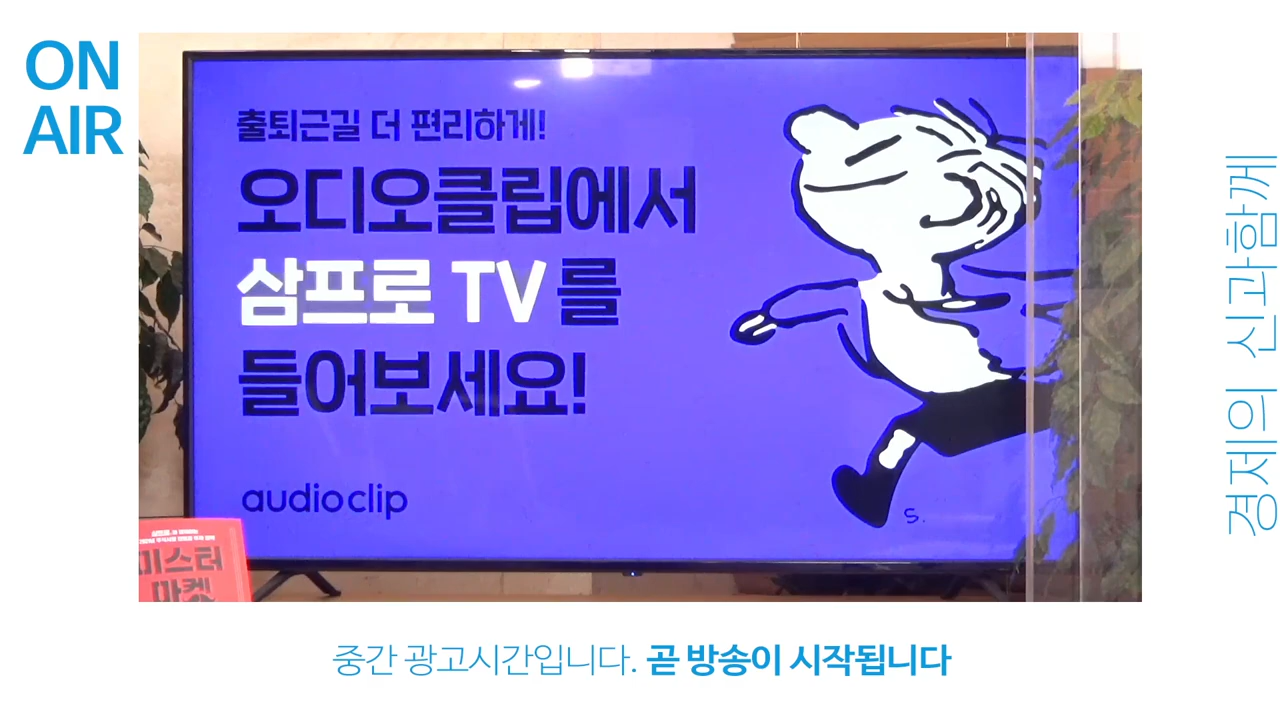 ON
AIR
출퇴근길 더 편리하게!
오디오클립에서
삼프로 TV를
들어보세요!
audioclip
S.
미스터
마켓
경제의 신과함께
중간 광고시간입니다. 곧 방송이 시작됩니다